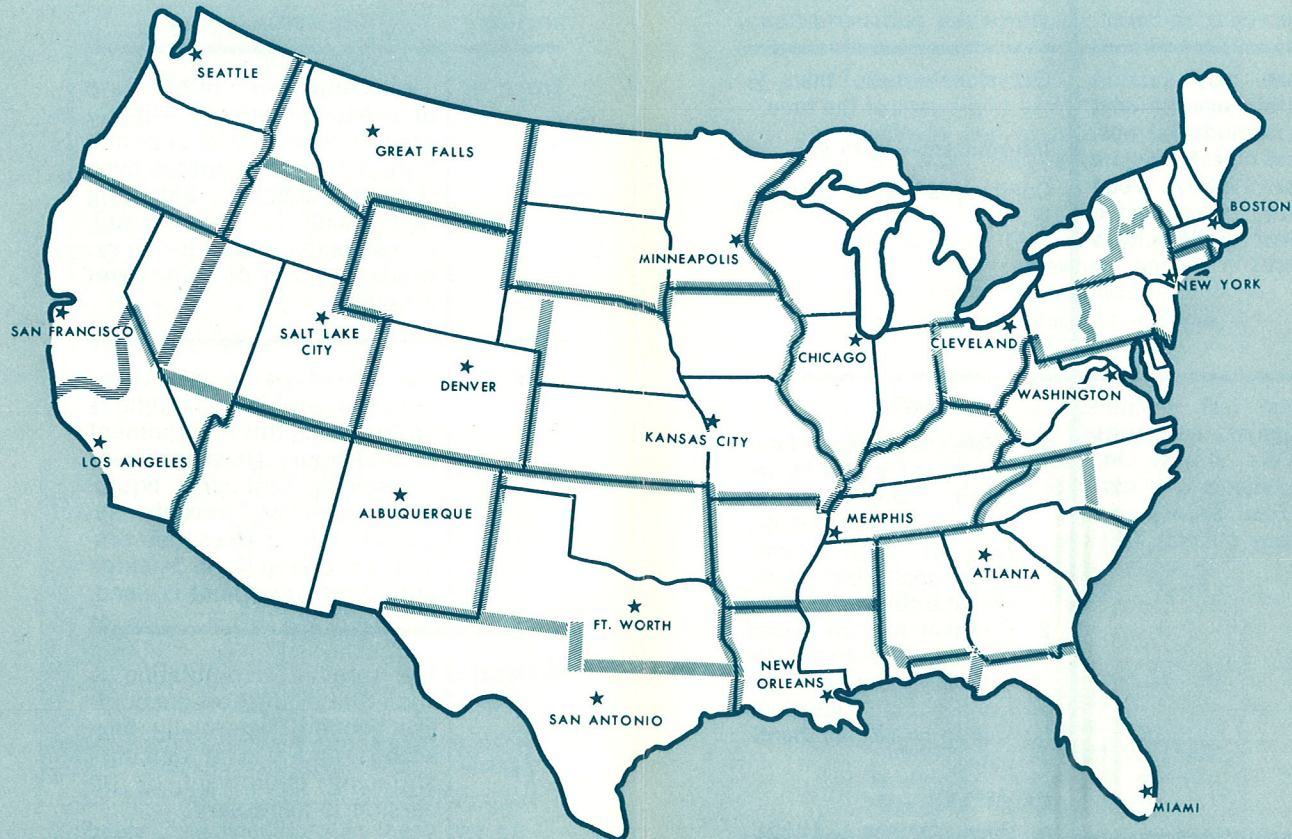 SEATTLE
GREAT FALLS
BOSTON
MINNEAPOLIS
NEW YORK
SAN FRANCISCO
SALT LAKE
CITY
CHICAGO
CLEVELAND
DENVER
WASHINGTON
KANSAS CITY
LOS ANGELES
ALBUQUERQUE
MEMPHIS
ATLANTA
FT. WORTH
NEW
ORLEANS
SAN ANTONIO
MIAMI